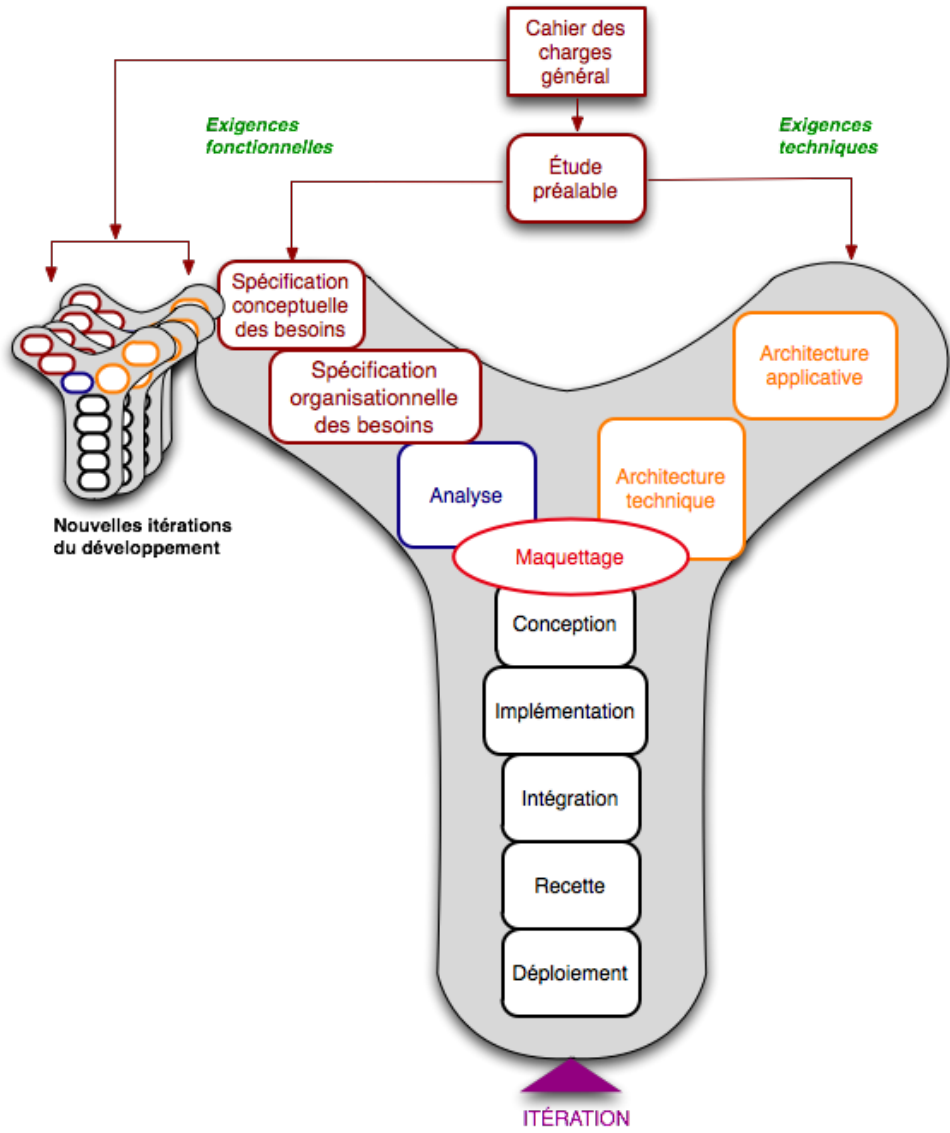 Cahier des
charges
général
Exigences
fonctionnelles
Exigences
techniques
Étude
préalable
Spécification
conceptuelle
des besoins
Spécification
organisationnelle
des besoins
Architecture
applicative
Analyse
Architecture
technique
Nouvelles itérations
du développement
Maquettage
Conception
Implémentation
Intégration
Recette
Déploiement
ITÉRATION